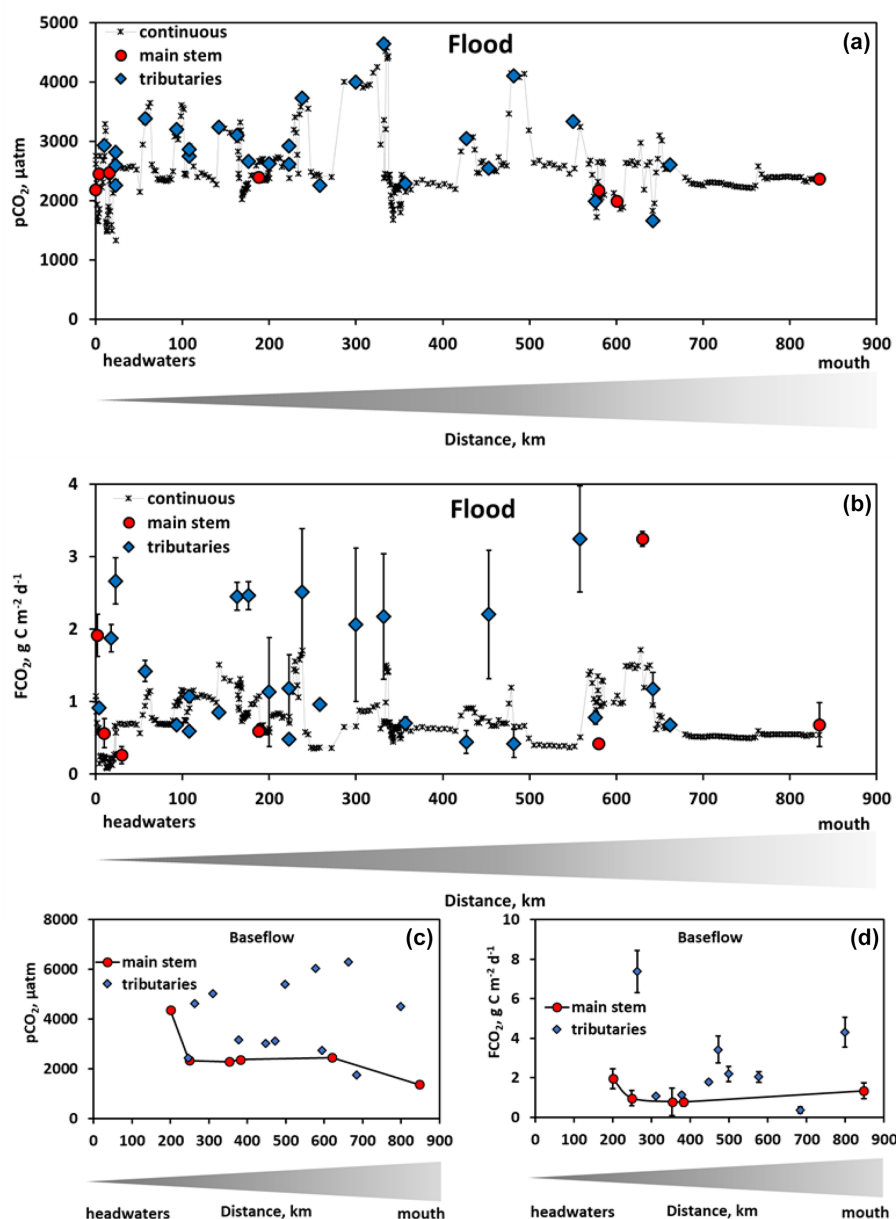 Flood
(a)
continuous
main stem
tributaries
pCO₂, µatm
5000
4000
3000
2000
1000
0
0 100 200 300 400 500 600 700 800 900
headwaters mouth
Distance, km
Flood
(b)
continuous
main stem
tributaries
FCO₂, g C m⁻² d⁻¹
4
3
2
1
0
0 100 200 300 400 500 600 700 800 900
headwaters mouth
Distance, km
Baseflow
(c)
main stem
tributaries
pCO₂, µatm
8000
6000
4000
2000
0
0 100 200 300 400 500 600 700 800 900
headwaters Distance, km mouth
Baseflow
(d)
main stem
tributaries
FCO₂, g C m⁻² d⁻¹
10
8
6
4
2
0
0 100 200 300 400 500 600 700 800 900
headwaters Distance, km mouth